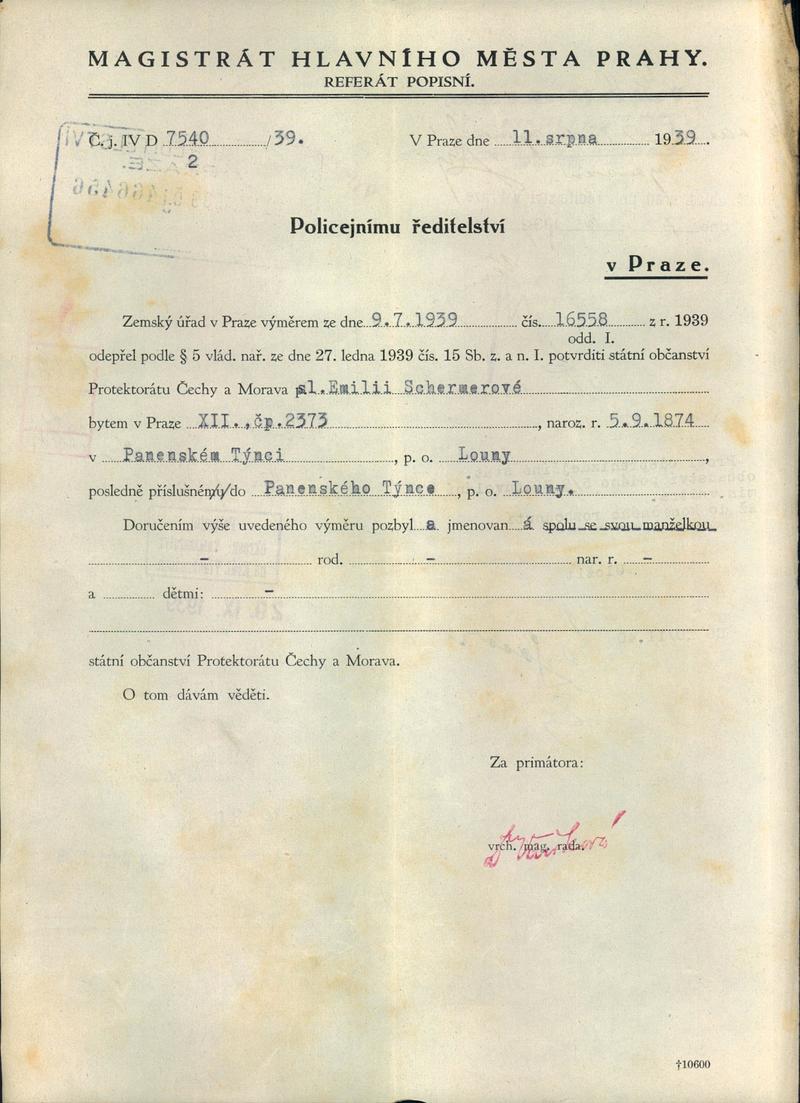 MAGISTRÁT HLAVNÍHO MĚSTA PRAHY.
REFERÁT POPISNÍ.
Č. j. IV D 7540 /39. V Praze dne 11.srpna 1939.
2
Policejnímu ředitelství
v Praze.
Zemský úřad v Praze výměrem ze dne 9.7.1939 čís. 16558 z r. 1939
odd. I.
odepřel podle § 5 vlád. nař. ze dne 27. ledna 1939 čís. 15 Sb. z. a n. I. potvrditi státní občanství
Protektorátu Čechy a Morava sl.Emilii Schermerové
bytem v Praze XII.,čp.2373, naroz. r. 5.9.1874
v Panenském Týnci, p. o. Louny,
posledně příslušném/u/do Panenského Týnce, p. o. Louny.
Doručením výše uvedeného výměru pozbyl a jmenovan á spolu se svou manželkou
– rod. – nar. r. –
a dětmi: –
státní občanství Protektorátu Čechy a Morava.
O tom dávám věděti.
Za primátora:
vrch. mag. rada.
†10600